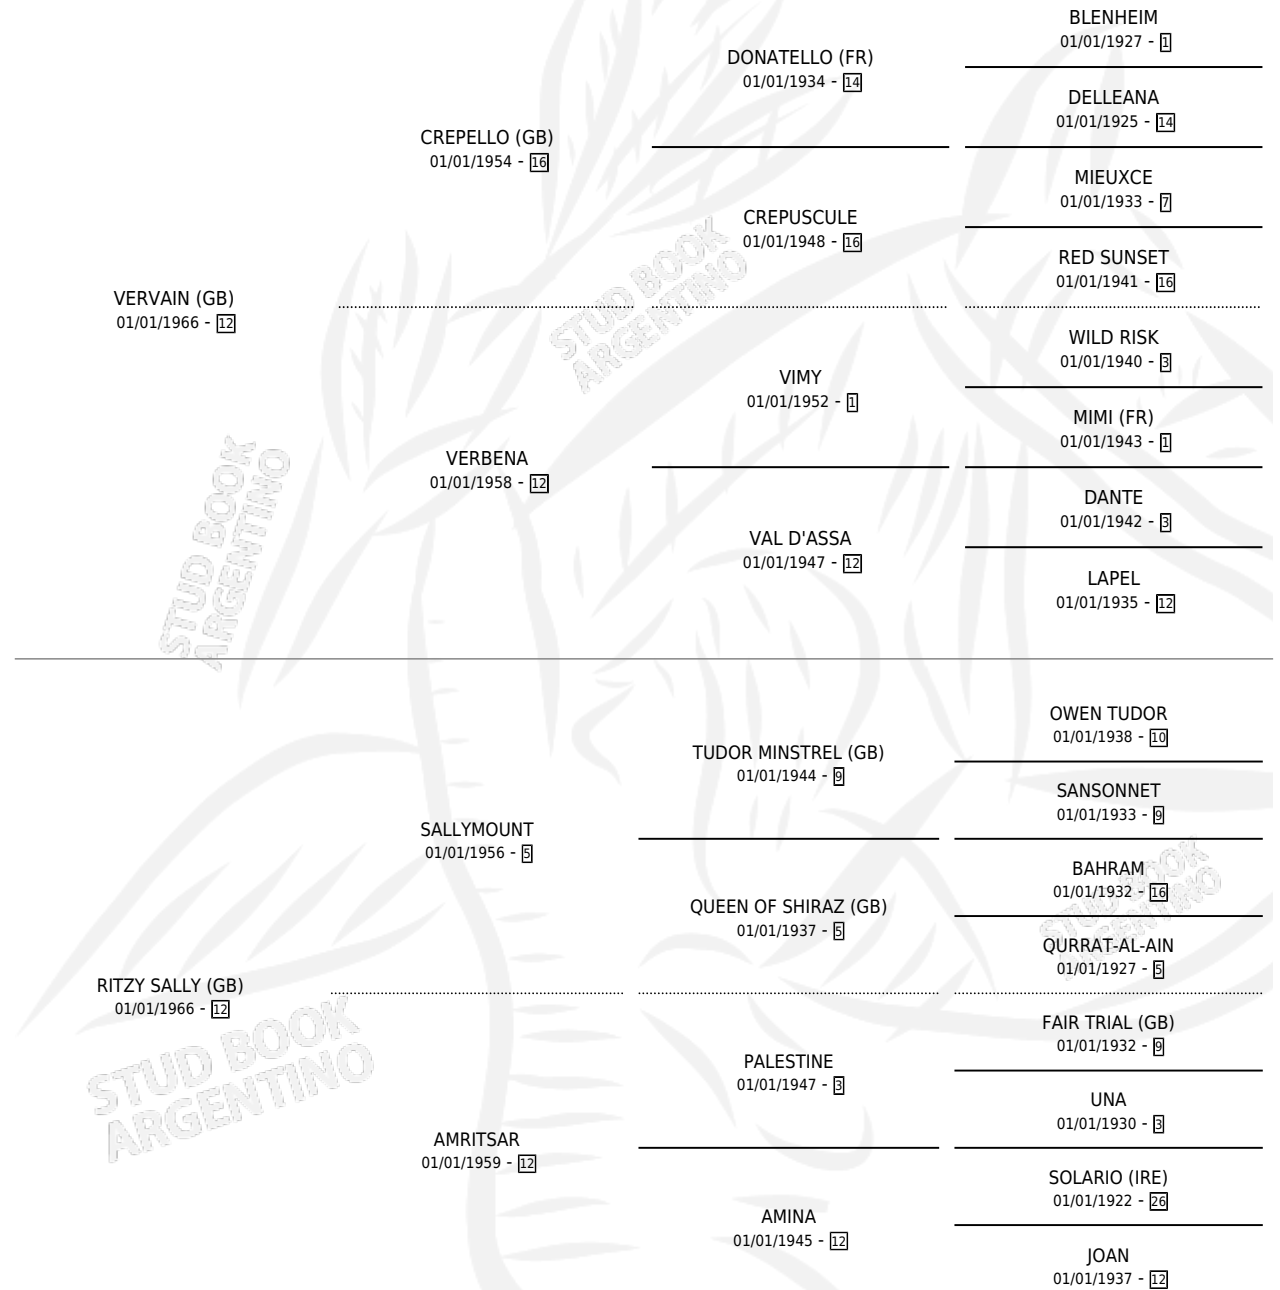 BLENHEIM
01/01/1927 - 1
DONATELLO (FR)
01/01/1934 - 14
DELLEANA
01/01/1925 - 14
CREPELLO (GB)
01/01/1954 - 16
MIEUXCE
01/01/1933 - 7
CREPUSCULE
01/01/1948 - 16
RED SUNSET
01/01/1941 - 16
VERVAIN (GB)
01/01/1966 - 12
STUD BOOK
ARGENTINO
WILD RISK
01/01/1940 - 3
VIMY
01/01/1952 - 1
MIMI (FR)
01/01/1943 - 1
VERBENA
01/01/1958 - 12
DANTE
01/01/1942 - 3
VAL D'ASSA
01/01/1947 - 12
LAPEL
01/01/1935 - 12
STUD BOOK
ARGENTINO
OWEN TUDOR
01/01/1938 - 10
TUDOR MINSTREL (GB)
01/01/1944 - 9
SANSONNET
01/01/1933 - 9
SALLYMOUNT
01/01/1956 - 5
BAHRAM
01/01/1932 - 16
QUEEN OF SHIRAZ (GB)
01/01/1937 - 5
STUD BOOK
ARGENTINO
QURRAT-AL-AIN
01/01/1927 - 5
RITZY SALLY (GB)
01/01/1966 - 12
FAIR TRIAL (GB)
01/01/1932 - 9
STUD BOOK
ARGENTINO
PALESTINE
01/01/1947 - 3
UNA
01/01/1930 - 3
AMRITSAR
01/01/1959 - 12
SOLARIO (IRE)
01/01/1922 - 26
AMINA
01/01/1945 - 12
JOAN
01/01/1937 - 12